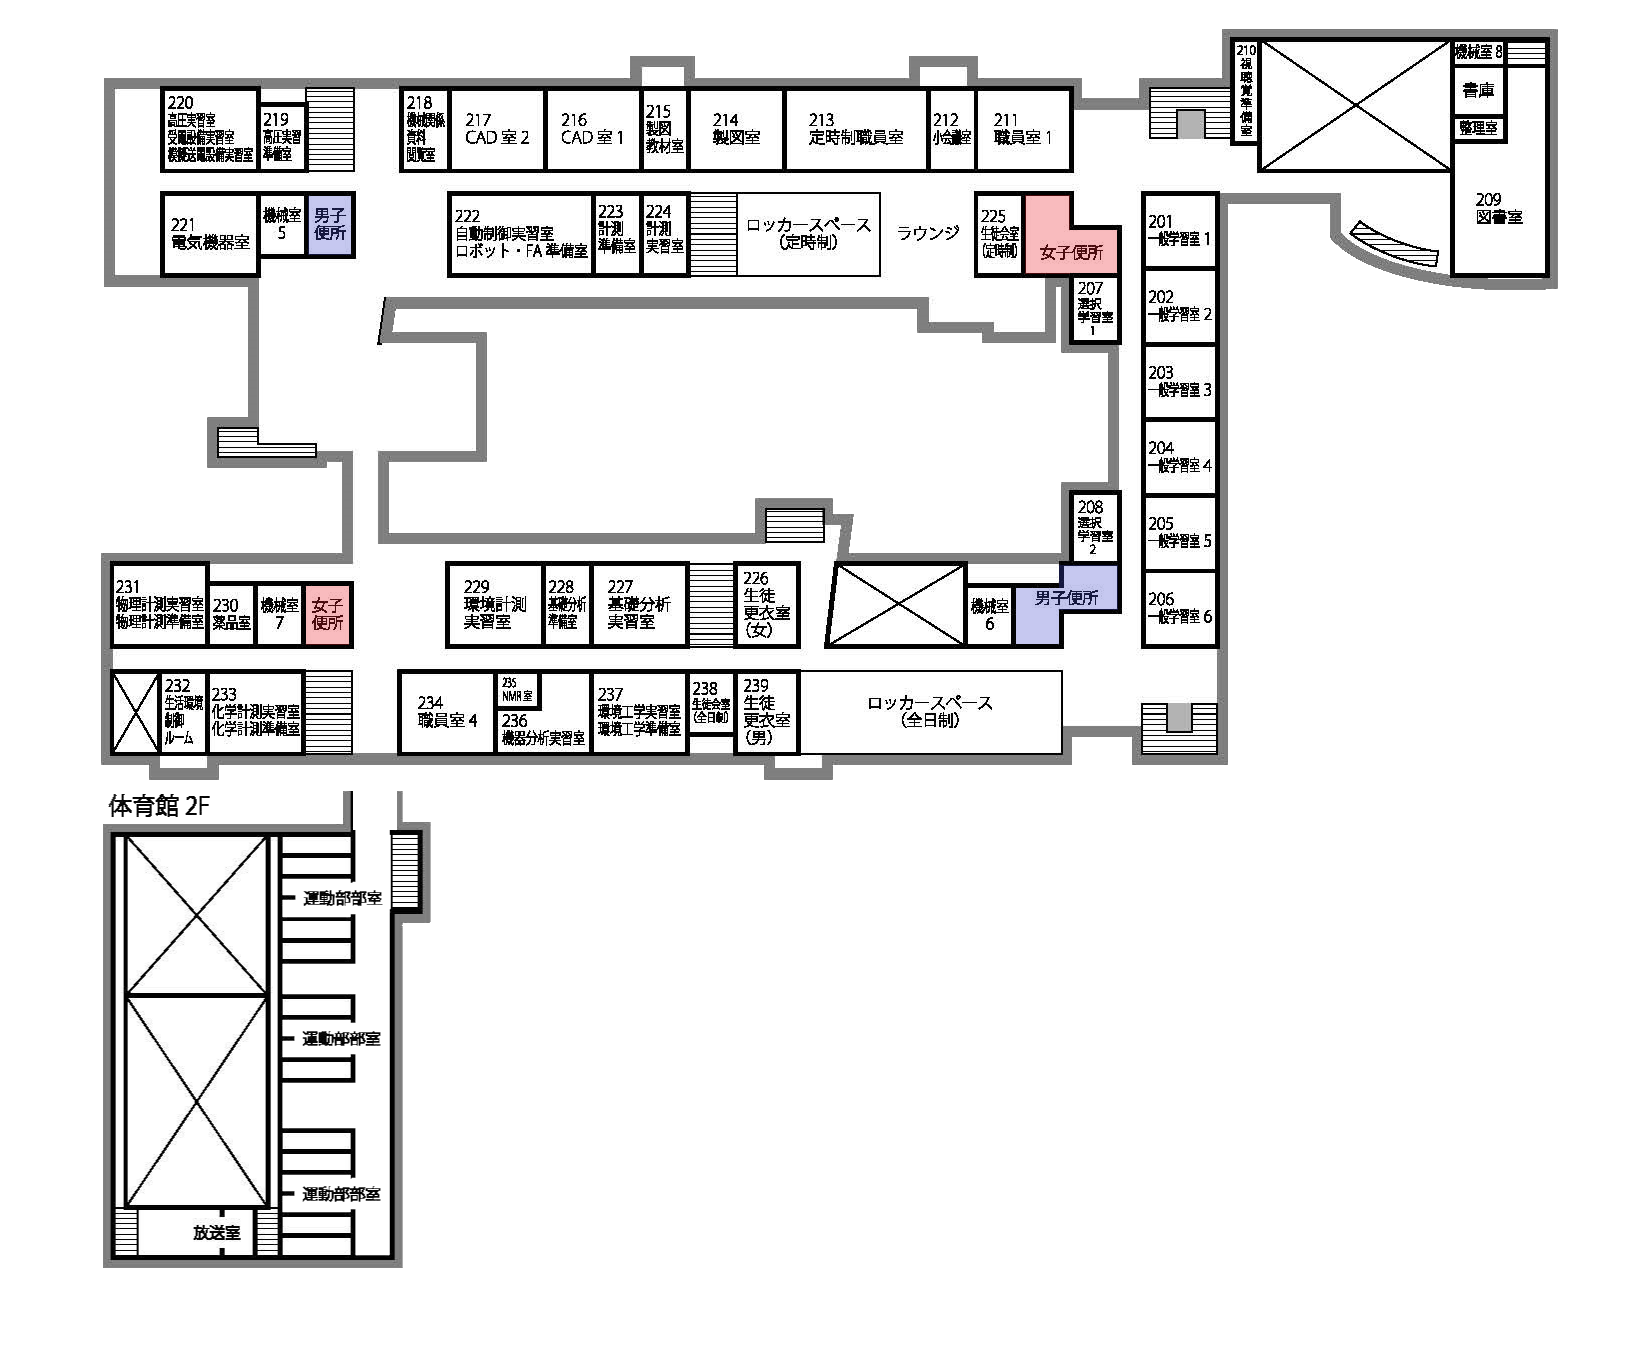 220
高圧実習室
受電設備実習室
模擬送電設備実習室
219
高圧実習
準備室
218
機械関係
資料
閲覧室
217
CAD 室 2
216
CAD 室 1
215
製図
教材室
214
製図室
213
定時制職員室
212
小会議室
211
職員室 1
210
視
聴
覚
準
備
室
機械室 8
書庫
整理室
209
図書室
221
電気機器室
機械室
5
男子
便所
222
自動制御実習室
ロボット・FA 準備室
223
計測
準備室
224
計測
実習室
ロッカースペース
（定時制）
ラウンジ
225
生徒会室
（定時制）
女子便所
207
選択
学習室
1
201
一般学習室 1
202
一般学習室 2
203
一般学習室 3
204
一般学習室 4
205
一般学習室 5
206
一般学習室 6
208
選択
学習室
2
男子便所
機械室
6
231
物理計測実習室
物理計測準備室
230
薬品室
機械室
7
女子
便所
229
環境計測
実習室
228
基礎分析
準備室
227
基礎分析
実習室
226
生徒
更衣室
（女）
232
生活環境
制御
ルーム
233
化学計測実習室
化学計測準備室
234
職員室 4
235
NMR 室
236
機器分析実習室
237
環境工学実習室
環境工学準備室
238
生徒会室
（全日制）
239
生徒
更衣室
（男）
ロッカースペース
（全日制）
体育館 2F
運動部部室
運動部部室
運動部部室
放送室